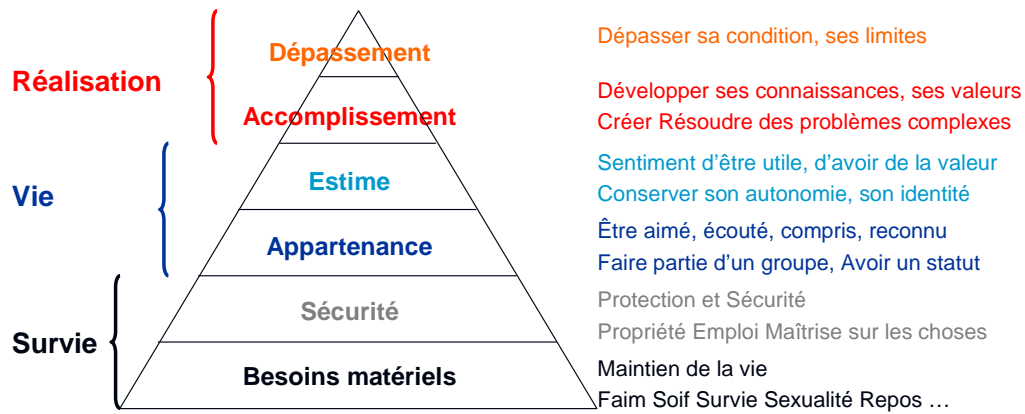 Dépassement
Dépasser sa condition, ses limites
Réalisation
Accomplissement
Développer ses connaissances, ses valeurs
Créer Résoudre des problèmes complexes
Vie
Estime
Sentiment d'être utile, d'avoir de la valeur
Conserver son autonomie, son identité
Appartenance
Être aimé, écouté, compris, reconnu
Faire partie d'un groupe, Avoir un statut
Survie
Sécurité
Protection et Sécurité
Propriété Emploi Maîtrise sur les choses
Besoins matériels
Maintien de la vie
Faim Soif Survie Sexualité Repos …